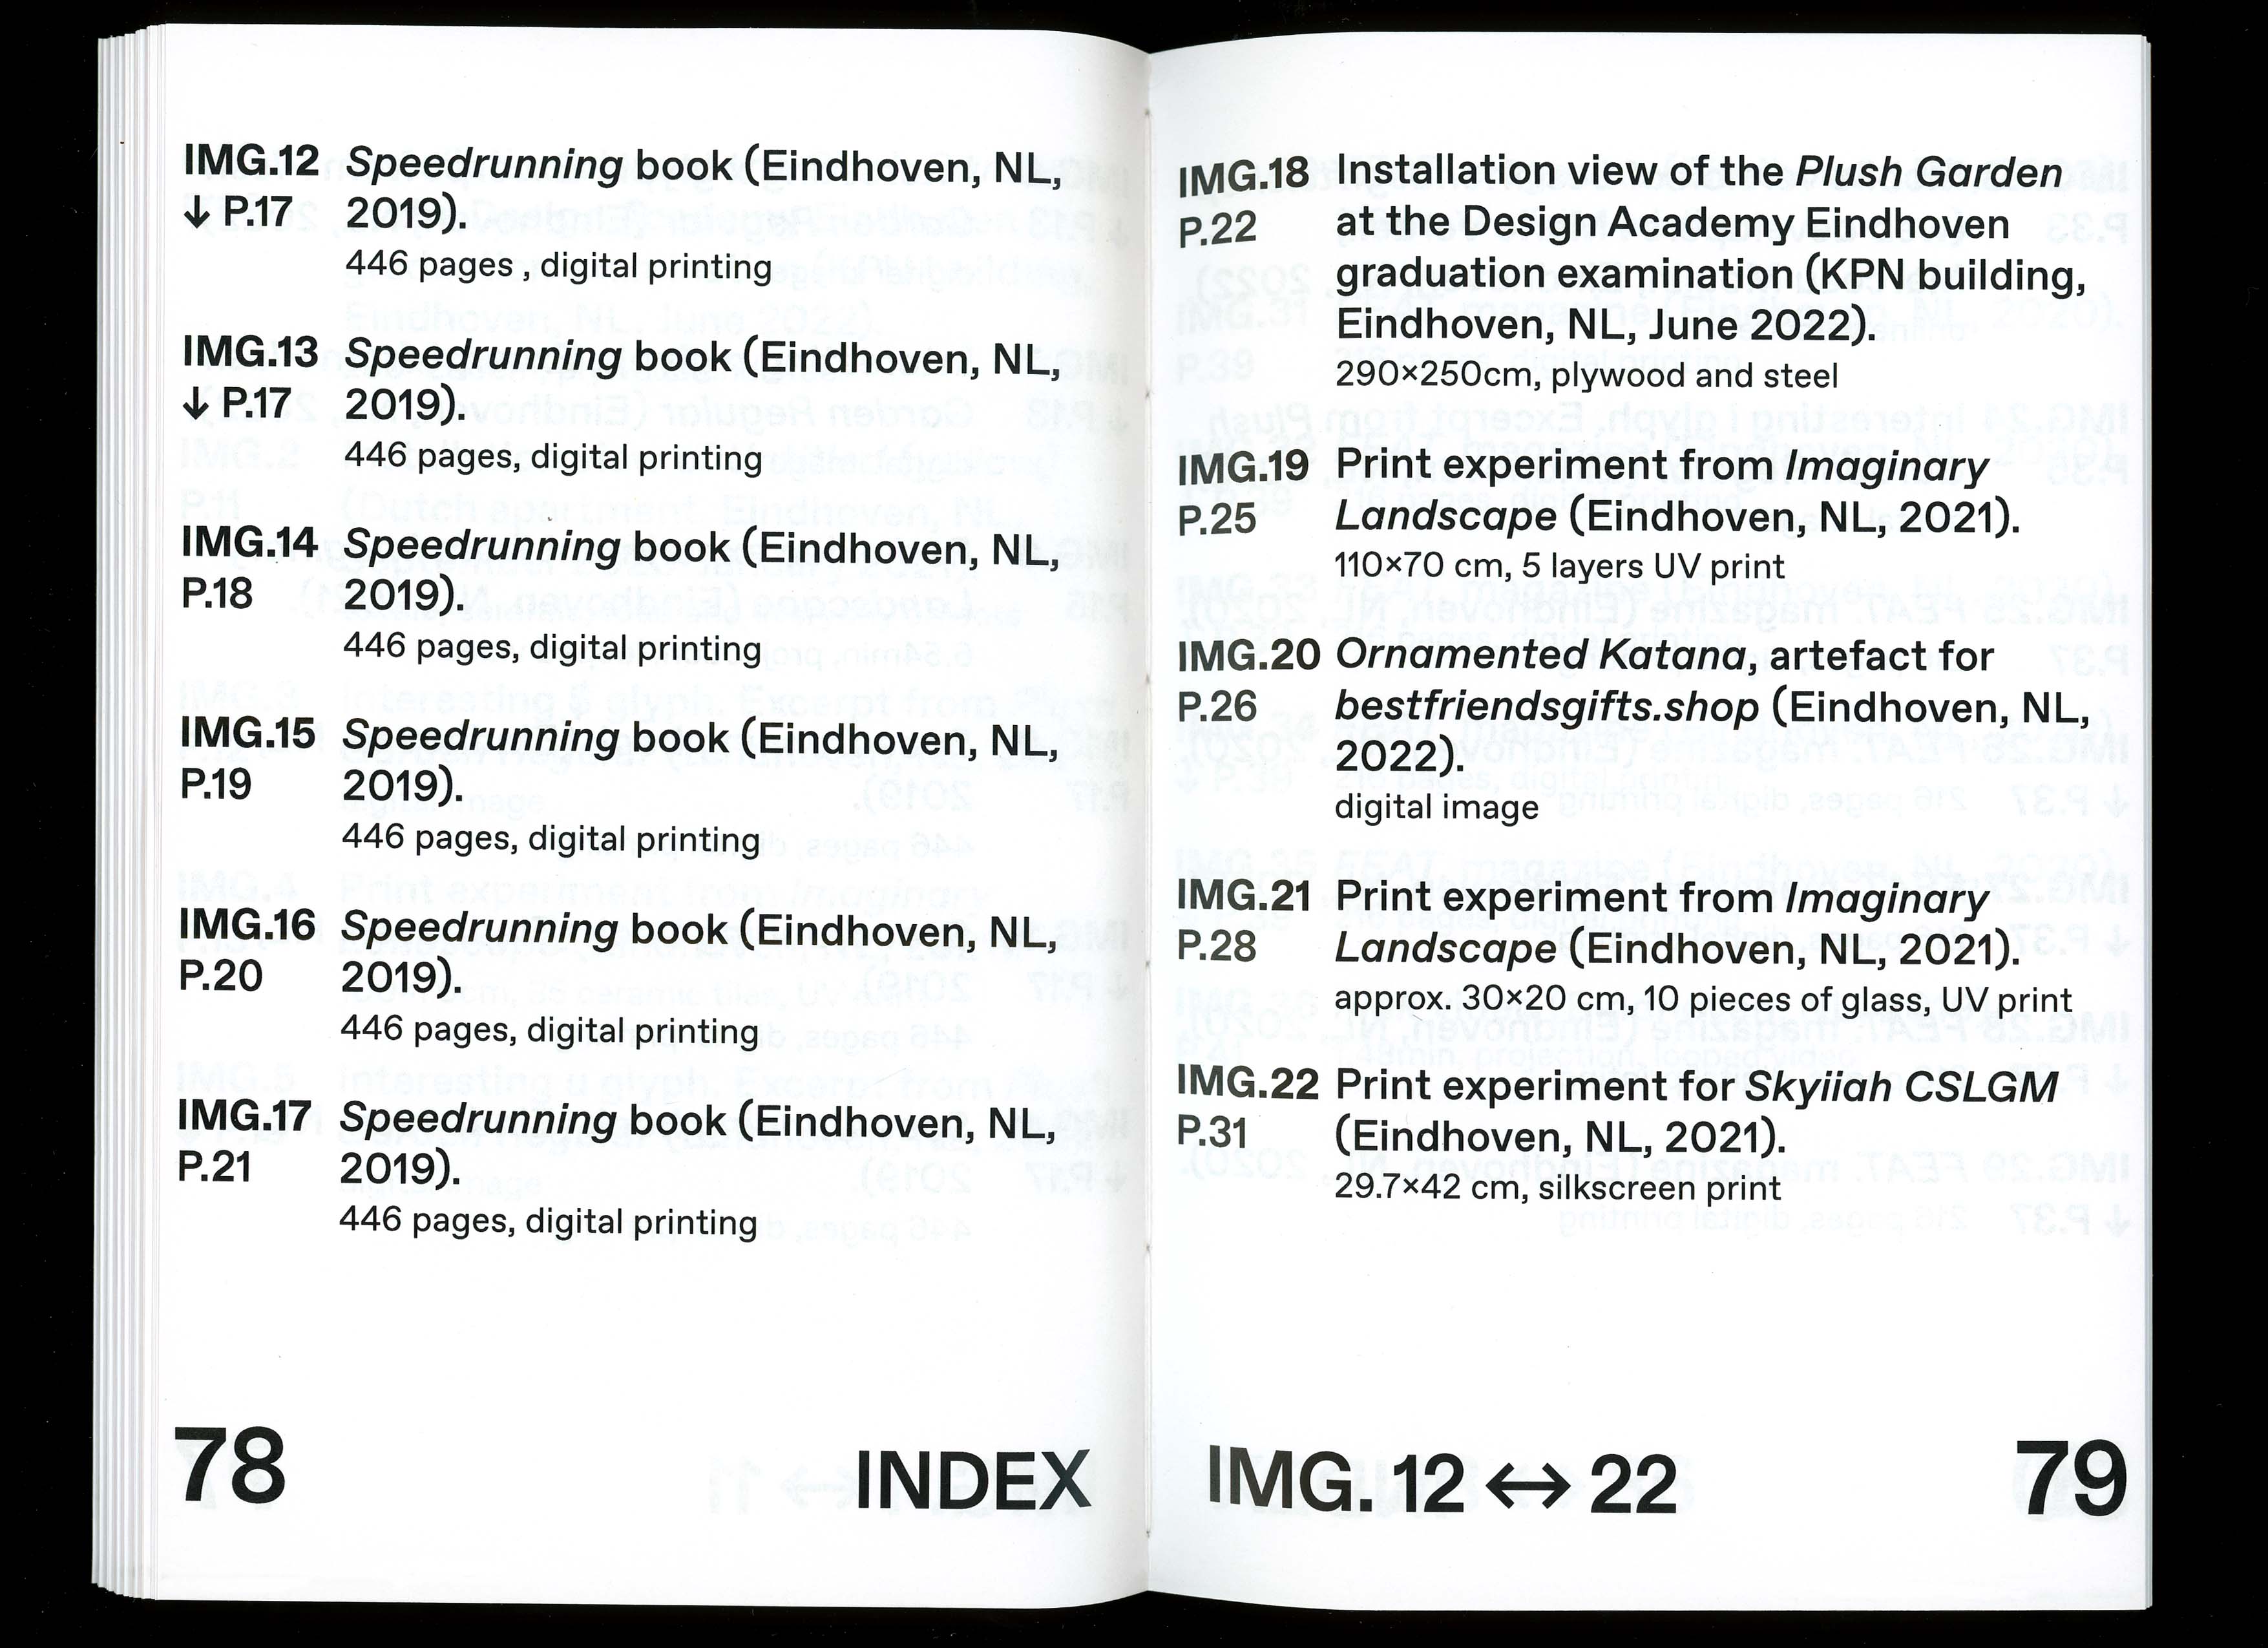 IMG.12 Speedrunning book (Eindhoven, NL,
↓ P.17 2019).
446 pages , digital printing
IMG.13 Speedrunning book (Eindhoven, NL,
↓ P.17 2019).
446 pages, digital printing
IMG.14 Speedrunning book (Eindhoven, NL,
P.18 2019).
446 pages, digital printing
IMG.15 Speedrunning book (Eindhoven, NL,
P.19 2019).
446 pages, digital printing
IMG.16 Speedrunning book (Eindhoven, NL,
P.20 2019).
446 pages, digital printing
IMG.17 Speedrunning book (Eindhoven, NL,
P.21 2019).
446 pages, digital printing
78 INDEX
IMG.18 Installation view of the Plush Garden
P.22 at the Design Academy Eindhoven
graduation examination (KPN building,
Eindhoven, NL, June 2022).
290×250cm, plywood and steel
IMG.19 Print experiment from Imaginary
P.25 Landscape (Eindhoven, NL, 2021).
110×70 cm, 5 layers UV print
IMG.20 Ornamented Katana, artefact for
P.26 bestfriendsgifts.shop (Eindhoven, NL,
2022).
digital image
IMG.21 Print experiment from Imaginary
P.28 Landscape (Eindhoven, NL, 2021).
approx. 30×20 cm, 10 pieces of glass, UV print
IMG.22 Print experiment for Skyiiah CSLGM
P.31 (Eindhoven, NL, 2021).
29.7×42 cm, silkscreen print
IMG. 12 ↔ 22 79